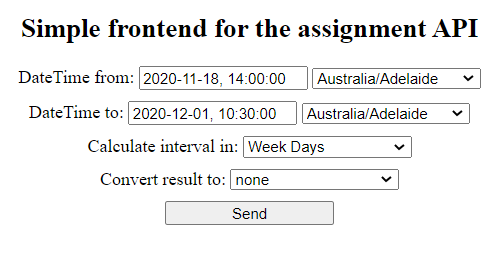 Simple frontend for the assignment API
DateTime from: 2020-11-18, 14:00:00 Australia/Adelaide
DateTime to: 2020-12-01, 10:30:00 Australia/Adelaide
Calculate interval in: Week Days
Convert result to: none
Send